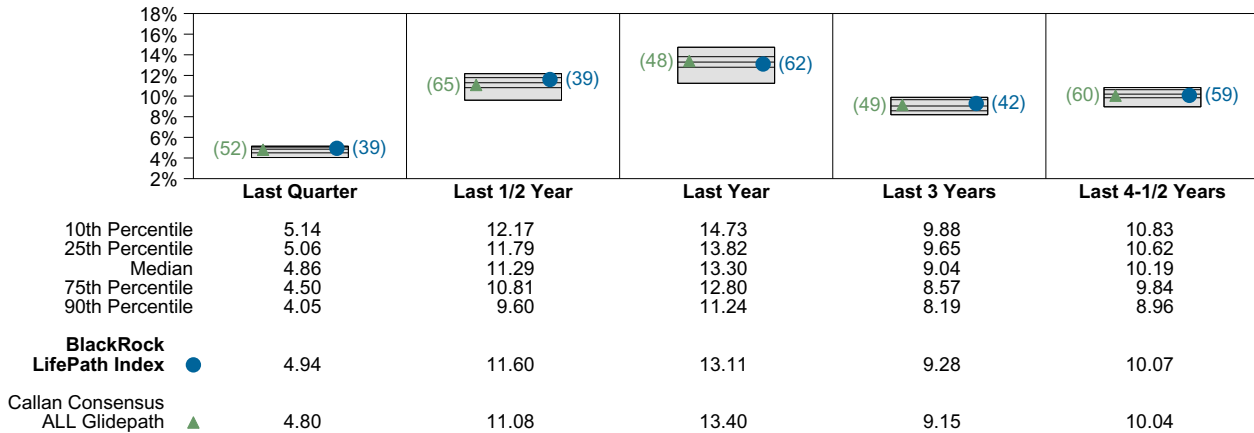 18%
16%
14%
12%
10%
8%
6%
4%
2%
(52) (39)
(65) (39)
(48) (62)
(49) (42)
(60) (59)
Last Quarter Last 1/2 Year Last Year Last 3 Years Last 4-1/2 Years
10th Percentile 5.14 12.17 14.73 9.88 10.83
25th Percentile 5.06 11.79 13.82 9.65 10.62
Median 4.86 11.29 13.30 9.04 10.19
75th Percentile 4.50 10.81 12.80 8.57 9.84
90th Percentile 4.05 9.60 11.24 8.19 8.96
BlackRock
LifePath Index 4.94 11.60 13.11 9.28 10.07
Callan Consensus
ALL Glidepath 4.80 11.08 13.40 9.15 10.04